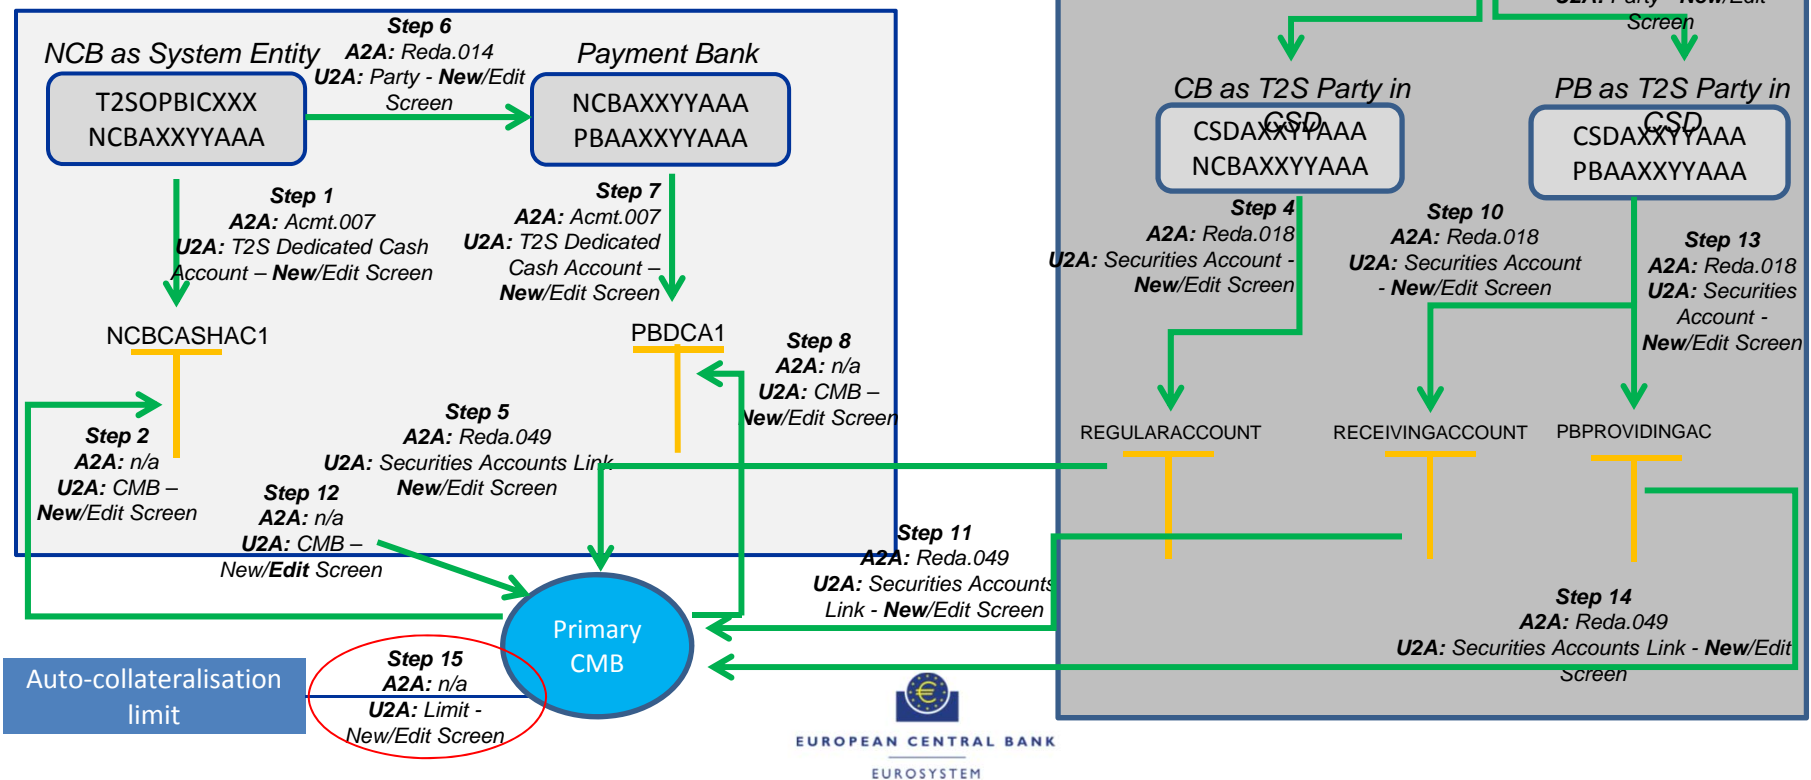 U2A: Party - New/Edit
Screen
Step 6
A2A: Reda.014
U2A: Party - New/Edit
Screen
NCB as System Entity
Payment Bank
T2SOPBICXXX
NCBAXXYYAAA
NCBAXXYYAAA
PBAAXXYYAAA
CB as T2S Party in
CSD
CSDAXXYYAAA
NCBAXXYYAAA
PB as T2S Party in
CSD
CSDAXXYYAAA
PBAAXXYYAAA
Step 1
A2A: Acmt.007
U2A: T2S Dedicated Cash
Account – New/Edit Screen
Step 7
A2A: Acmt.007
U2A: T2S Dedicated
Cash Account –
New/Edit Screen
Step 4
A2A: Reda.018
U2A: Securities Account -
New/Edit Screen
Step 10
A2A: Reda.018
U2A: Securities Account
- New/Edit Screen
Step 13
A2A: Reda.018
U2A: Securities
Account -
New/Edit Screen
NCBCASHAC1
PBDCA1
Step 8
A2A: n/a
U2A: CMB –
New/Edit Screen
Step 5
A2A: Reda.049
U2A: Securities Accounts Link
New/Edit Screen
Step 2
A2A: n/a
U2A: CMB –
New/Edit Screen
Step 12
A2A: n/a
U2A: CMB –
New/Edit Screen
REGULARACCOUNT
RECEIVINGACCOUNT
PBPROVIDINGAC
Step 11
A2A: Reda.049
U2A: Securities Accounts
Link - New/Edit Screen
Step 14
A2A: Reda.049
U2A: Securities Accounts Link - New/Edit
Screen
Primary
CMB
Auto-collateralisation
limit
Step 15
A2A: n/a
U2A: Limit -
New/Edit Screen
EUROPEAN CENTRAL BANK
EUROSYSTEM